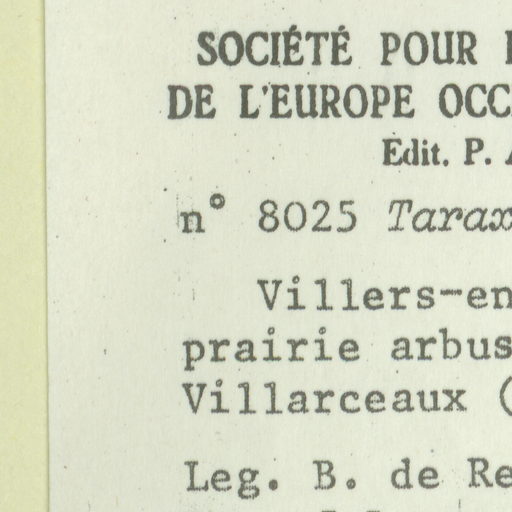 SOCIÉTÉ POUR
DE L'EUROPE OCC
Edit. P.
n° 8025 Tarax
Villers-en
prairie arbus
Villarceaux (
Leg. B. de Re